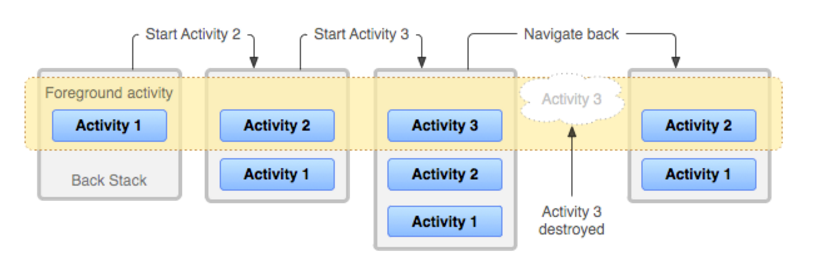 Start Activity 2
Start Activity 3
Navigate back
Foreground activity
Activity 1
Back Stack
Activity 2
Activity 1
Activity 3
Activity 2
Activity 1
Activity 3
Activity 3
destroyed
Activity 2
Activity 1